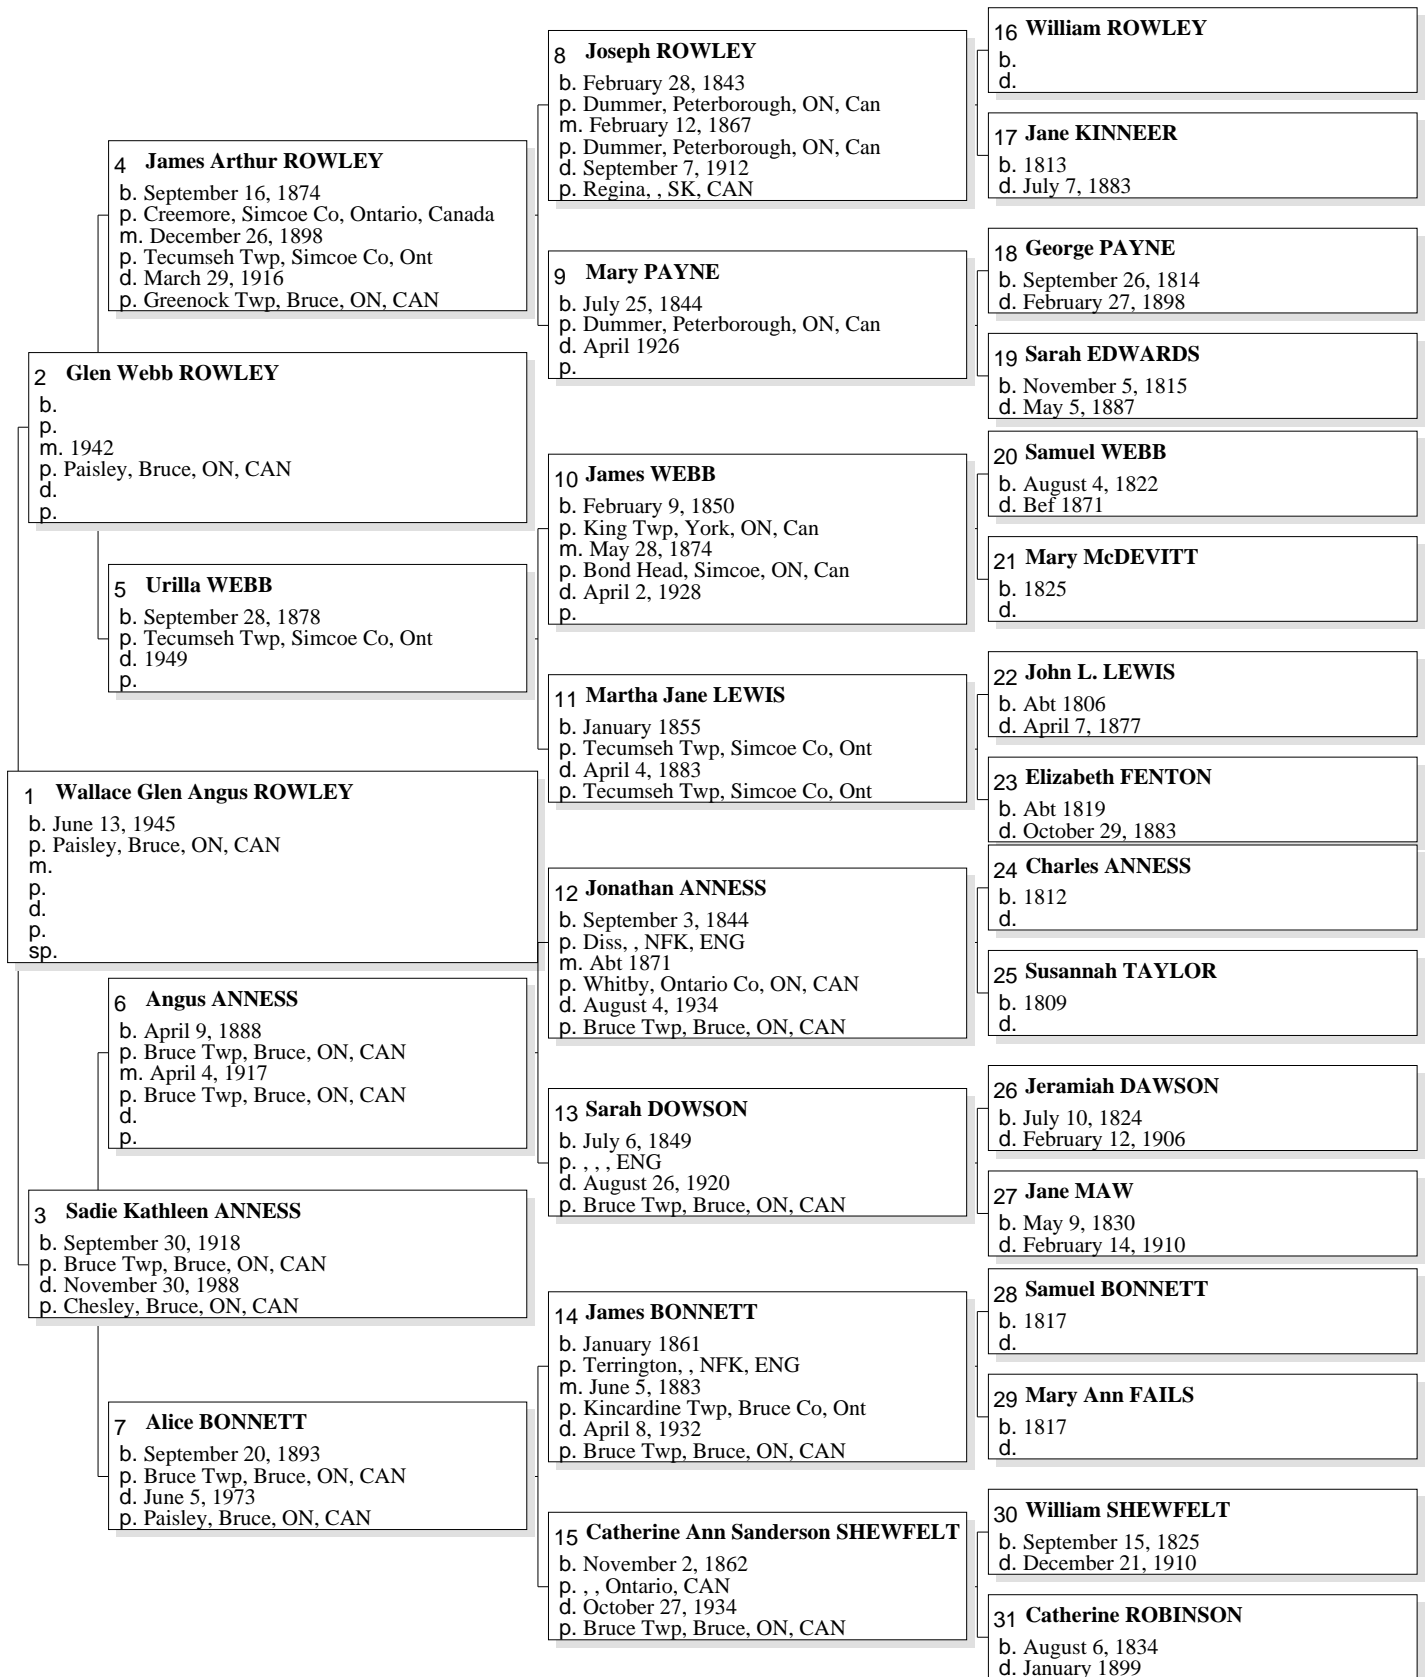 16 William ROWLEY
b.
d.
8 Joseph ROWLEY
b. February 28, 1843
p. Dummer, Peterborough, ON, Can
m. February 12, 1867
p. Dummer, Peterborough, ON, Can
d. September 7, 1912
p. Regina, , SK, CAN
17 Jane KINNEER
b. 1813
d. July 7, 1883
4 James Arthur ROWLEY
b. September 16, 1874
p. Creemore, Simcoe Co, Ontario, Canada
m. December 26, 1898
p. Tecumseh Twp, Simcoe Co, Ont
d. March 29, 1916
p. Greenock Twp, Bruce, ON, CAN
18 George PAYNE
b. September 26, 1814
d. February 27, 1898
9 Mary PAYNE
b. July 25, 1844
p. Dummer, Peterborough, ON, Can
d. April 1926
p.
19 Sarah EDWARDS
b. November 5, 1815
d. May 5, 1887
2 Glen Webb ROWLEY
b.
p.
m. 1942
p. Paisley, Bruce, ON, CAN
d.
p.
20 Samuel WEBB
b. August 4, 1822
d. Bef 1871
10 James WEBB
b. February 9, 1850
p. King Twp, York, ON, Can
m. May 28, 1874
p. Bond Head, Simcoe, ON, Can
d. April 2, 1928
p.
21 Mary McDEVITT
b. 1825
d.
5 Urilla WEBB
b. September 28, 1878
p. Tecumseh Twp, Simcoe Co, Ont
d. 1949
p.
22 John L. LEWIS
b. Abt 1806
d. April 7, 1877
11 Martha Jane LEWIS
b. January 1855
p. Tecumseh Twp, Simcoe Co, Ont
d. April 4, 1883
p. Tecumseh Twp, Simcoe Co, Ont
23 Elizabeth FENTON
b. Abt 1819
d. October 29, 1883
1 Wallace Glen Angus ROWLEY
b. June 13, 1945
p. Paisley, Bruce, ON, CAN
m.
p.
d.
p.
sp.
24 Charles ANNESS
b. 1812
d.
12 Jonathan ANNESS
b. September 3, 1844
p. Diss, , NFK, ENG
m. Abt 1871
p. Whitby, Ontario Co, ON, CAN
d. August 4, 1934
p. Bruce Twp, Bruce, ON, CAN
25 Susannah TAYLOR
b. 1809
d.
6 Angus ANNESS
b. April 9, 1888
p. Bruce Twp, Bruce, ON, CAN
m. April 4, 1917
p. Bruce Twp, Bruce, ON, CAN
d.
p.
26 Jeramiah DAWSON
b. July 10, 1824
d. February 12, 1906
13 Sarah DOWSON
b. July 6, 1849
p. , , , ENG
d. August 26, 1920
p. Bruce Twp, Bruce, ON, CAN
27 Jane MAW
b. May 9, 1830
d. February 14, 1910
3 Sadie Kathleen ANNESS
b. September 30, 1918
p. Bruce Twp, Bruce, ON, CAN
d. November 30, 1988
p. Chesley, Bruce, ON, CAN
28 Samuel BONNETT
b. 1817
d.
14 James BONNETT
b. January 1861
p. Terrington, , NFK, ENG
m. June 5, 1883
p. Kincardine Twp, Bruce Co, Ont
d. April 8, 1932
p. Bruce Twp, Bruce, ON, CAN
29 Mary Ann FAILS
b. 1817
d.
7 Alice BONNETT
b. September 20, 1893
p. Bruce Twp, Bruce, ON, CAN
d. June 5, 1973
p. Paisley, Bruce, ON, CAN
30 William SHEWFELT
b. September 15, 1825
d. December 21, 1910
15 Catherine Ann Sanderson SHEWFELT
b. November 2, 1862
p. , , Ontario, CAN
d. October 27, 1934
p. Bruce Twp, Bruce, ON, CAN
31 Catherine ROBINSON
b. August 6, 1834
d. January 1899